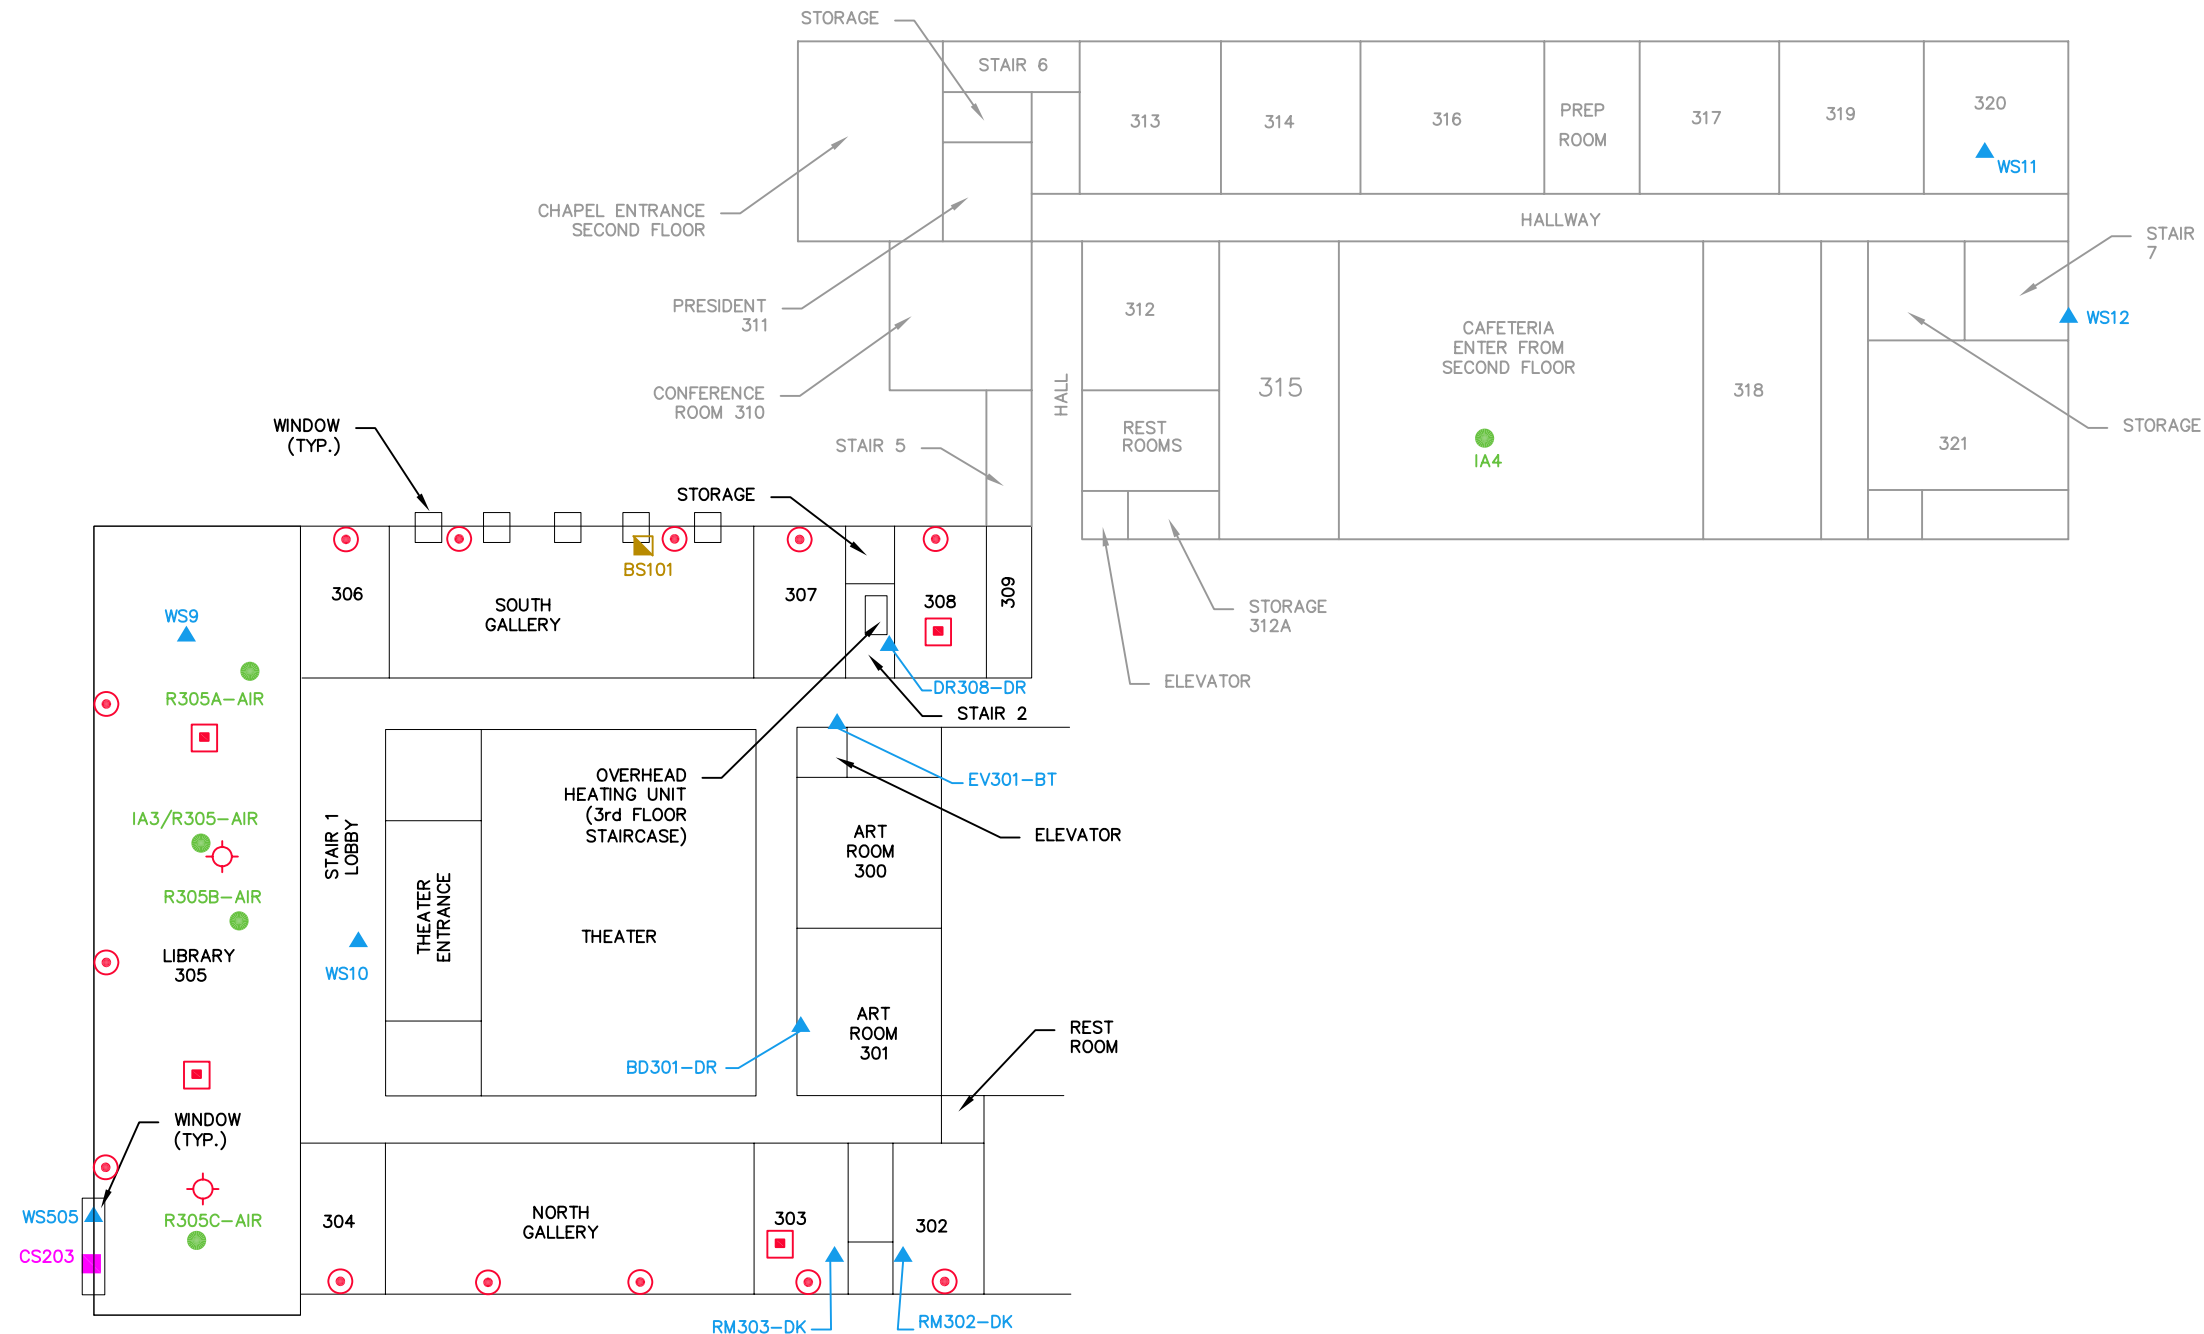 STORAGE
STAIR 6
313
314
316
PREP
ROOM
317
319
320
WS11
CHAPEL ENTRANCE
SECOND FLOOR
HALLWAY
STAIR
7
PRESIDENT
311
312
CAFETERIA
ENTER FROM
SECOND FLOOR
WS12
315
318
HALL
CONFERENCE
ROOM 310
REST
ROOMS
STORAGE
321
IA4
STAIR 5
WINDOW
(TYP.)
STORAGE
BS101
306
SOUTH
GALLERY
307
308
309
STORAGE
312A
ELEVATOR
WS9
R305A-AIR
DR308-DR
STAIR 2
OVERHEAD
HEATING UNIT
(3rd FLOOR
STAIRCASE)
EV301-BT
ELEVATOR
IA3/R305-AIR
STAIR 1
LOBBY
ART
ROOM
300
R305B-AIR
THEATER
ENTRANCE
THEATER
LIBRARY
305
WS10
ART
ROOM
301
REST
ROOM
BD301-DR
WINDOW
(TYP.)
WS505
R305C-AIR
CS203
304
NORTH
GALLERY
303
302
RM303-DK
RM302-DK